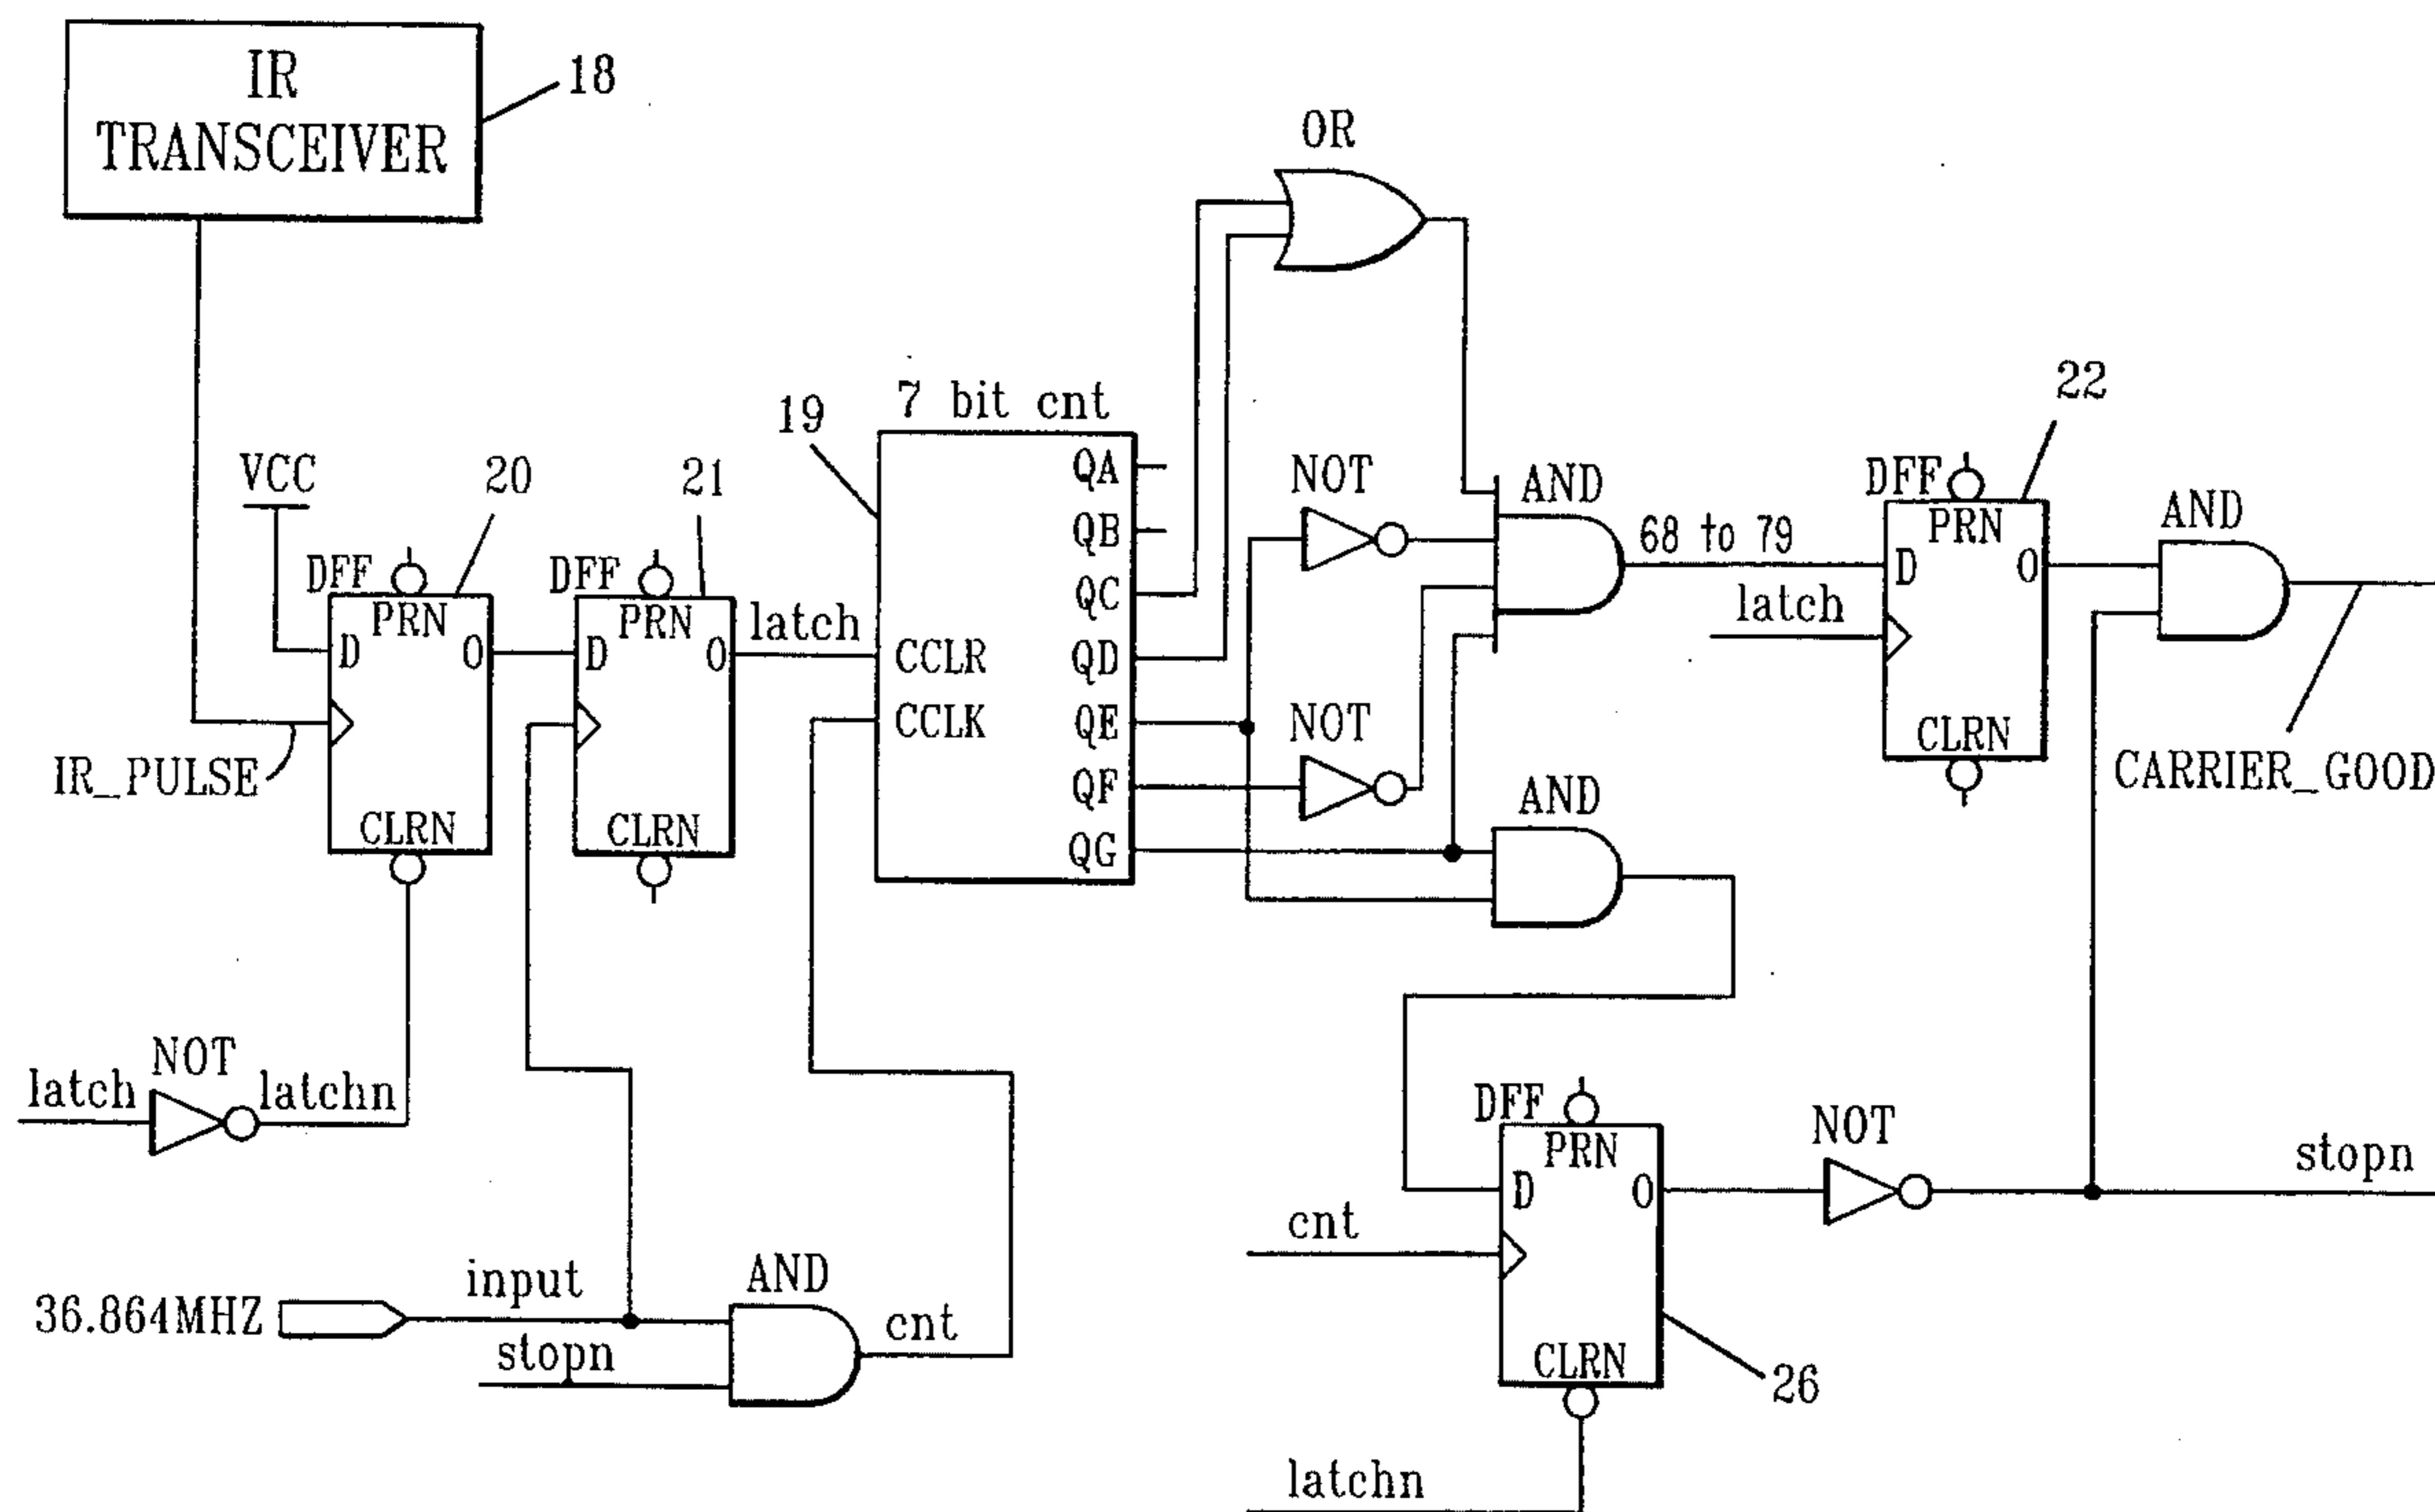 IR
TRANSCEIVER
18
OR
7 bit cnt
19
22
VCC
20
21
QA
NOT
AND
DFF
AND
QB
68 to 79
PRN
DFF
DFF
QC
D
O
PRN
PRN
latch
latch
D
O
D
O
CCLR
QD
CCLK
QE
NOT
CLRN
IR_PULSE
QF
AND
CARRIER_GOOD
CLRN
CLRN
QG
NOT
latch
latchn
DFF
PRN
NOT
stopn
D
O
cnt
input
AND
36.864MHZ
cnt
stopn
CLRN
26
latchn